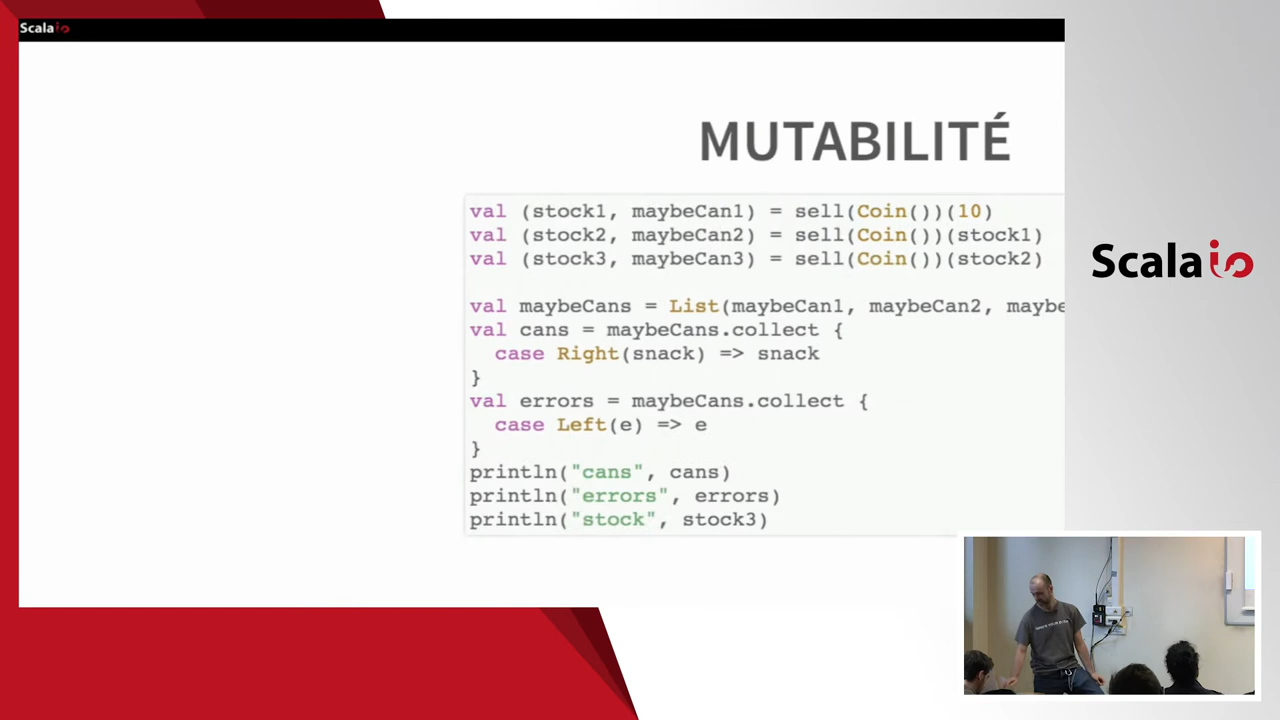 Scalaio
MUTABILITÉ
val (stock1, maybeCan1) = sell(Coin())(10)
val (stock2, maybeCan2) = sell(Coin())(stock1)
val (stock3, maybeCan3) = sell(Coin())(stock2)
val maybeCans = List(maybeCan1, maybeCan2, maybe
val cans = maybeCans.collect {
case Right(snack) => snack
}
val errors = maybeCans.collect {
case Left(e) => e
}
println("cans", cans)
println("errors", errors)
println("stock", stock3)
Scalaio